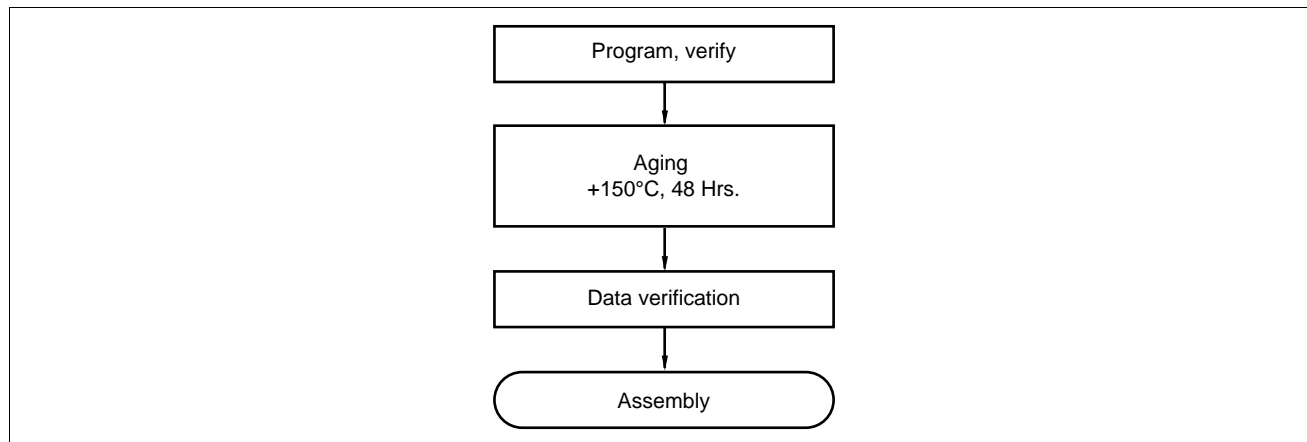 Program, verify
Aging
+150°C, 48 Hrs.
Data verification
Assembly